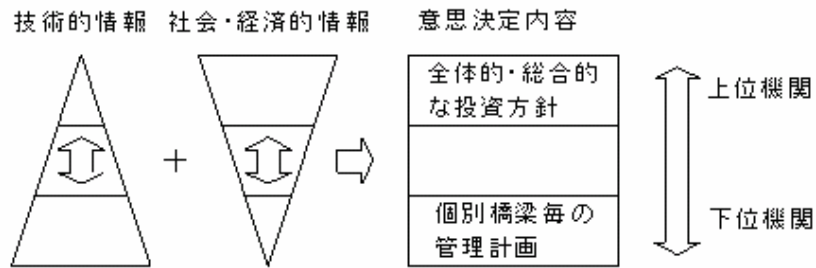 技術的情報
社会・経済的情報
意思決定内容
全体的・総合的
な投資方針
上位機関
+
個別橋梁毎の
管理計画
下位機関